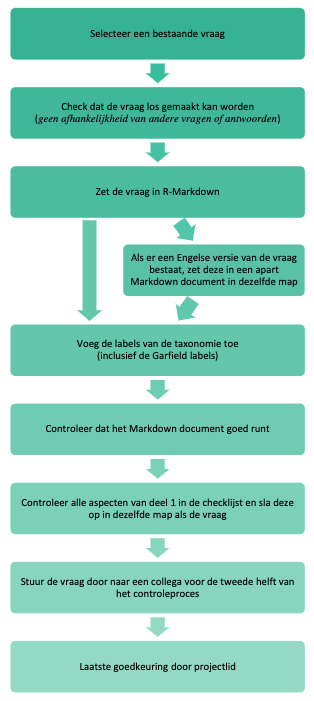 Selecteer een bestaande vraag
Check dat de vraag los gemaakt kan worden
(geen afhankelijkheid van andere vragen of antwoorden)
Zet de vraag in R-Markdown
Als er een Engelse versie van de vraag
bestaat, zet deze in een apart
Markdown document in dezelfde map
Voeg de labels van de taxonomie toe
(inclusief de Garfield labels)
Controleer dat het Markdown document goed runt
Controleer alle aspecten van deel 1 in de checklijst en sla deze
op in dezelfde map als de vraag
Stuur de vraag door naar een collega voor de tweede helft van
het controleproces
Laatste goedkeuring door projectlid